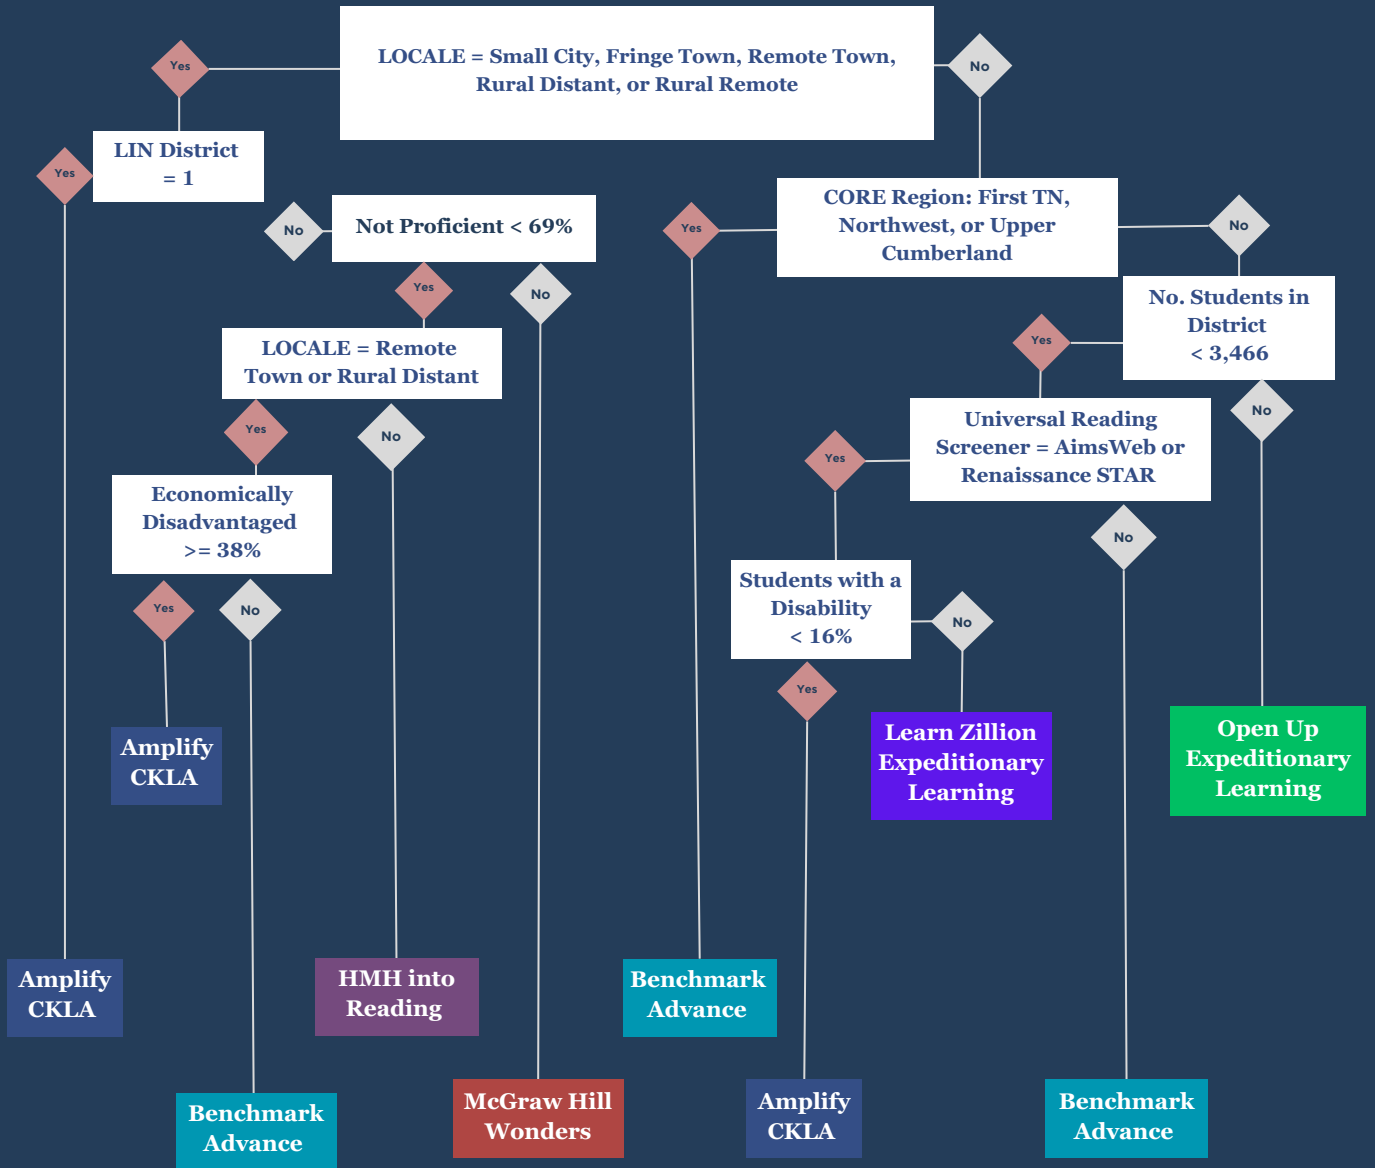 LOCALE = Small City, Fringe Town, Remote Town,
Rural Distant, or Rural Remote
Yes
No
LIN District
= 1
Yes
No
Not Proficient < 69%
Yes
No
LOCALE = Remote
Town or Rural Distant
Yes
No
Economically
Disadvantaged
>= 38%
Yes
No
Amplify
CKLA
Amplify
CKLA
Benchmark
Advance
HMH into
Reading
McGraw Hill
Wonders
CORE Region: First TN,
Northwest, or Upper
Cumberland
Yes
No
No. Students in
District
< 3,466
Yes
No
Universal Reading
Screener = AimsWeb or
Renaissance STAR
Yes
No
Students with a
Disability
< 16%
Yes
No
Learn Zillion
Expeditionary
Learning
Open Up
Expeditionary
Learning
Benchmark
Advance
Amplify
CKLA
Benchmark
Advance